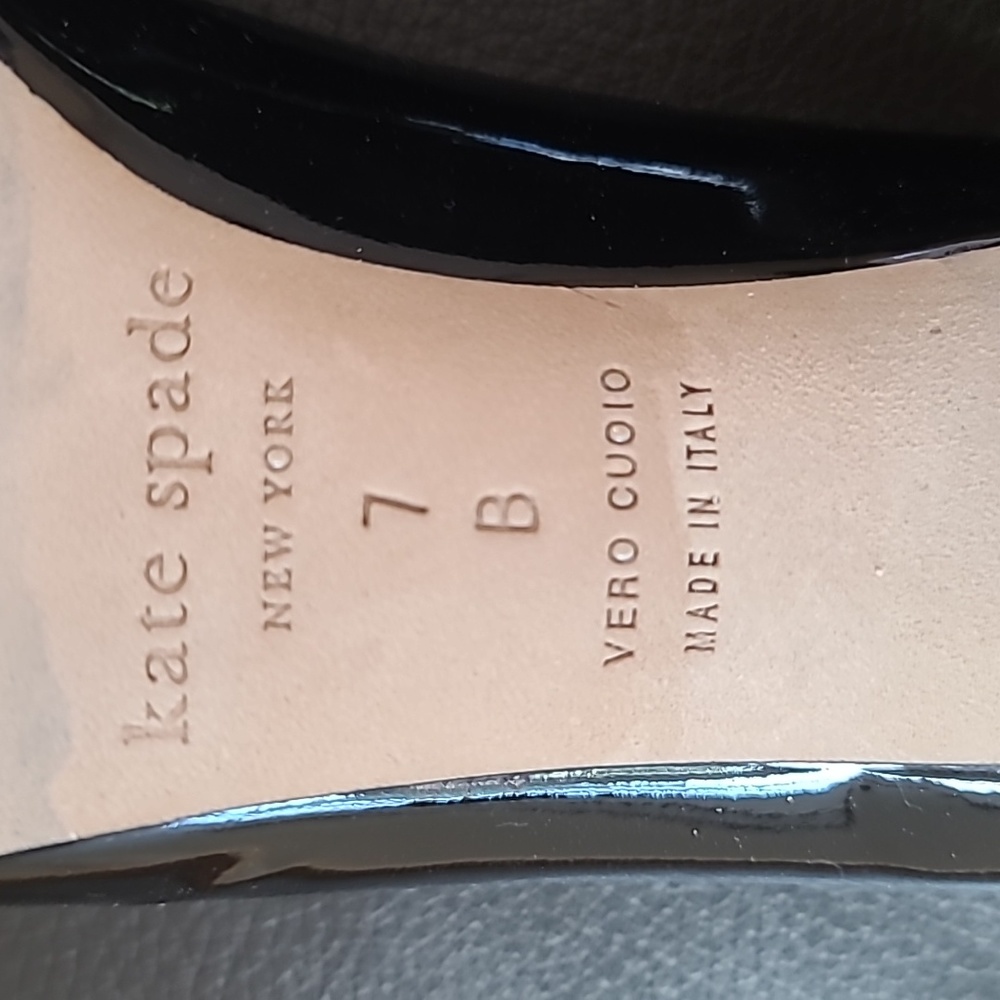 kate spade
NEW YORK
7
B
VERO CUOIO
MADE IN ITALY